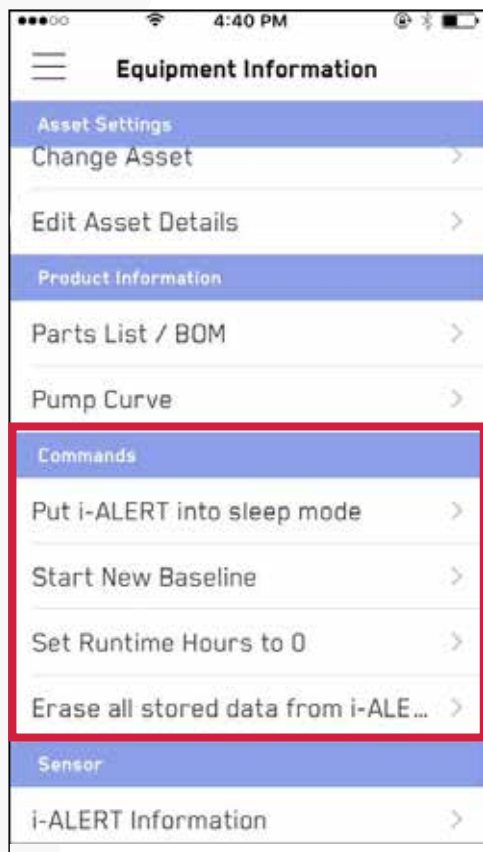 4:40 PM
Equipment Information
Asset Settings
Change Asset
Edit Asset Details
Product Information
Parts List / BOM
Pump Curve
Commands
Put i-ALERT into sleep mode
Start New Baseline
Set Runtime Hours to 0
Erase all stored data from i-ALE...
Sensor
i-ALERT Information